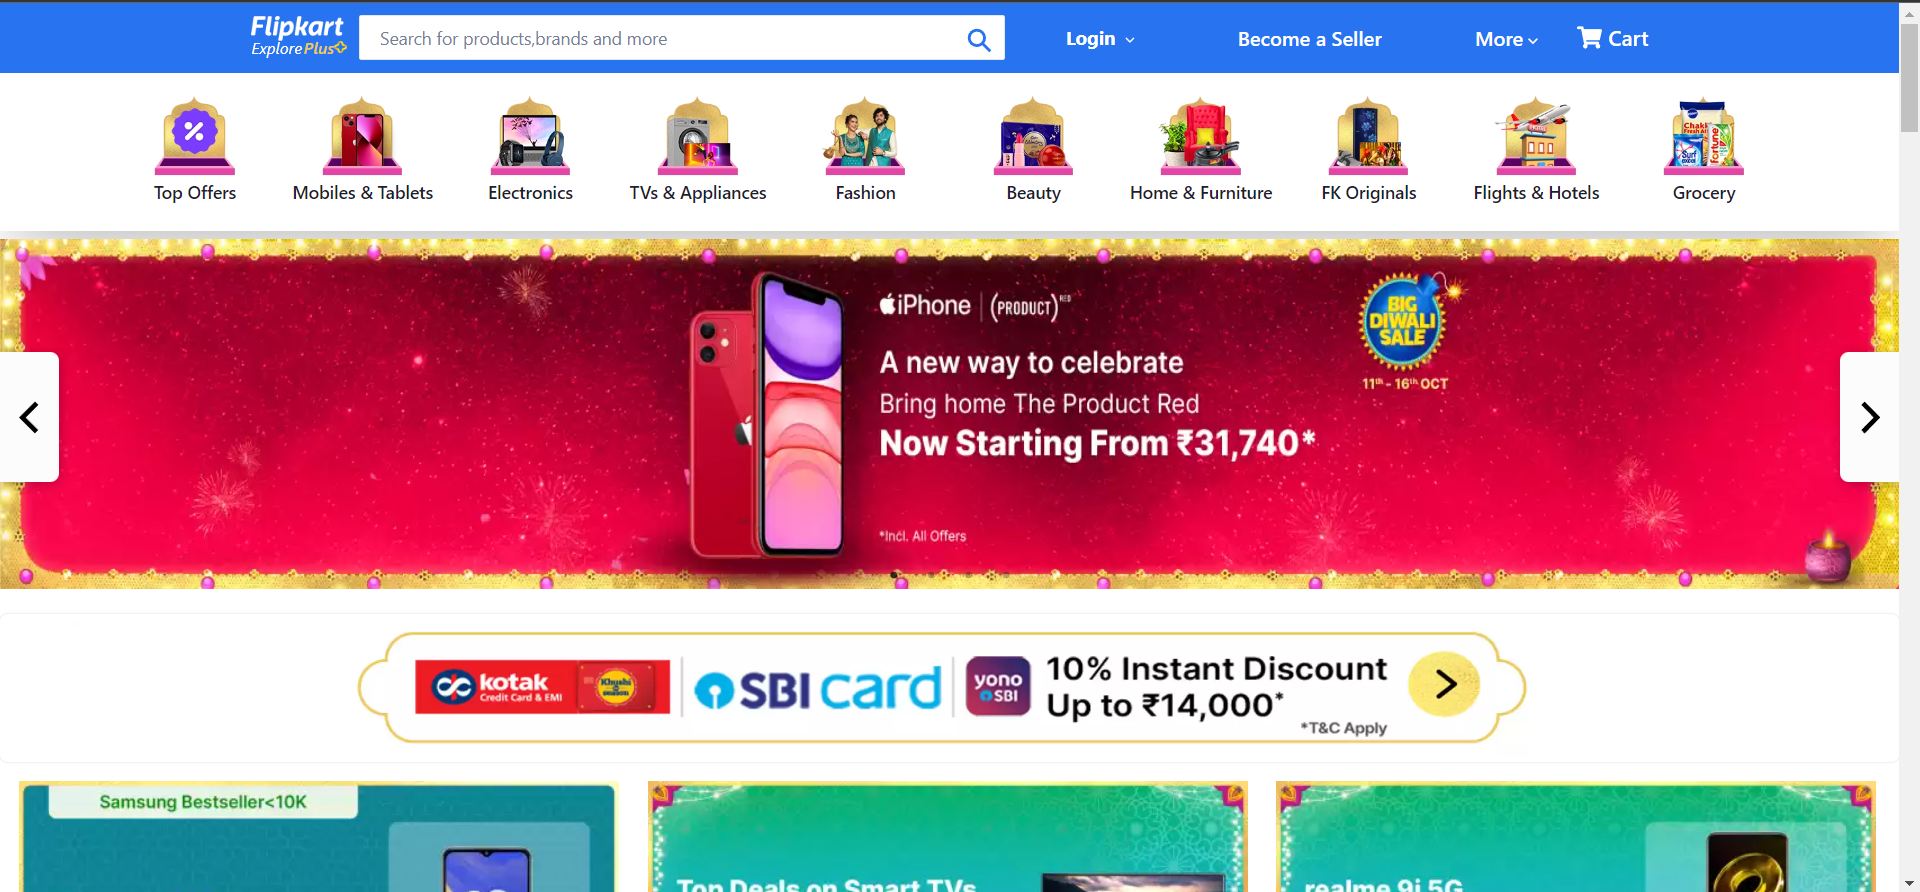 Flipkart
Explore Plus
Search for products,brands and more
Login
Become a Seller
More
Cart
Top Offers
Mobiles & Tablets
Electronics
TVs & Appliances
Fashion
Beauty
Home & Furniture
FK Originals
Flights & Hotels
Grocery
iPhone | (PRODUCT)RED
BIG DIWALI SALE
11th - 16th OCT
A new way to celebrate
Bring home The Product Red
Now Starting From ₹31,740*
*Incl. All Offers
kotak
Credit Card & EMI
SBI card
yono
SBI
10% Instant Discount
Up to ₹14,000*
*T&C Apply
Samsung Bestseller<10K
Top Deals on Smart TVs
realme 9i 5G